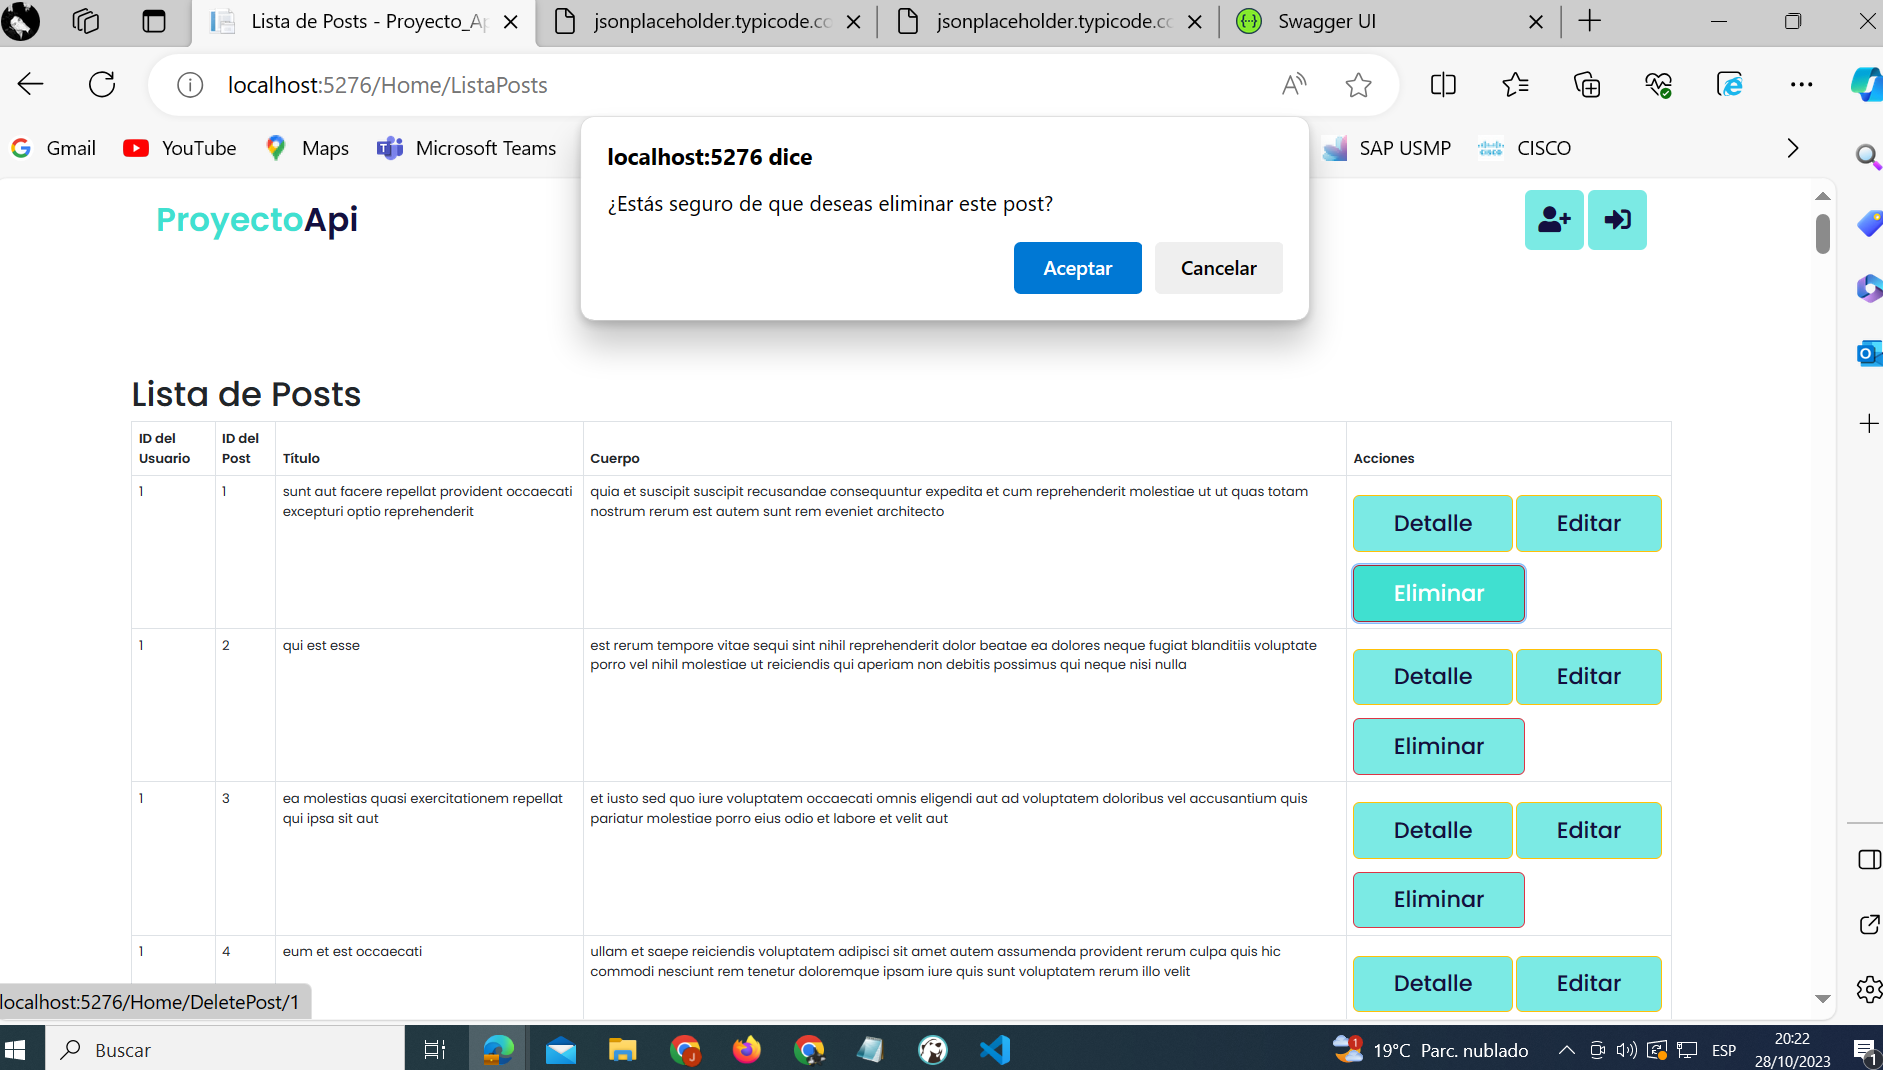 Lista de Posts - Proyecto_Ap
jsonplaceholder.typicode.co
jsonplaceholder.typicode.co
Swagger UI
localhost:5276/Home/ListaPosts
Gmail
YouTube
Maps
Microsoft Teams
SAP USMP
CISCO
localhost:5276 dice
¿Estás seguro de que deseas eliminar este post?
Aceptar
Cancelar
ProyectoApi
Lista de Posts
ID del
Usuario
ID del
Post
Título
Cuerpo
Acciones
1
1
sunt aut facere repellat provident occaecati
excepturi optio reprehenderit
quia et suscipit suscipit recusandae consequuntur expedita et cum reprehenderit molestiae ut ut quas totam
nostrum rerum est autem sunt rem eveniet architecto
Detalle
Editar
Eliminar
1
2
qui est esse
est rerum tempore vitae sequi sint nihil reprehenderit dolor beatae ea dolores neque fugiat blanditiis voluptate
porro vel nihil molestiae ut reiciendis qui aperiam non debitis possimus qui neque nisi nulla
Detalle
Editar
Eliminar
1
3
ea molestias quasi exercitationem repellat
qui ipsa sit aut
et iusto sed quo iure voluptatem occaecati omnis eligendi aut ad voluptatem doloribus vel accusantium quis
pariatur molestiae porro eius odio et labore et velit aut
Detalle
Editar
Eliminar
1
4
eum et est occaecati
ullam et saepe reiciendis voluptatem adipisci sit amet autem assumenda provident rerum culpa quis hic
commodi nesciunt rem tenetur doloremque ipsam iure quis sunt voluptatem rerum illo velit
Detalle
Editar
localhost:5276/Home/DeletePost/1
Buscar
1
19°C Parc. nublado
ESP
20:22
28/10/2023
1